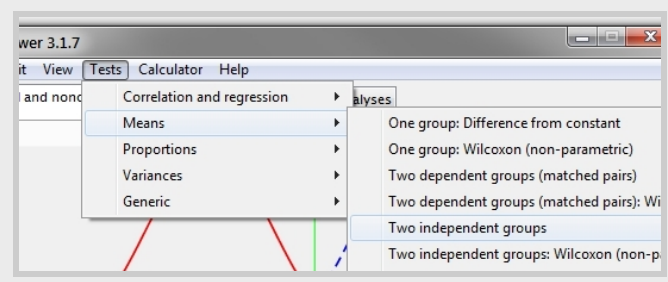 wer 3.1.7
it View Tests Calculator Help
l and nonc
alyses
Correlation and regression
Means
Proportions
Variances
Generic
One group: Difference from constant
One group: Wilcoxon (non-parametric)
Two dependent groups (matched pairs)
Two dependent groups (matched pairs): Wi
Two independent groups
Two independent groups: Wilcoxon (non-p